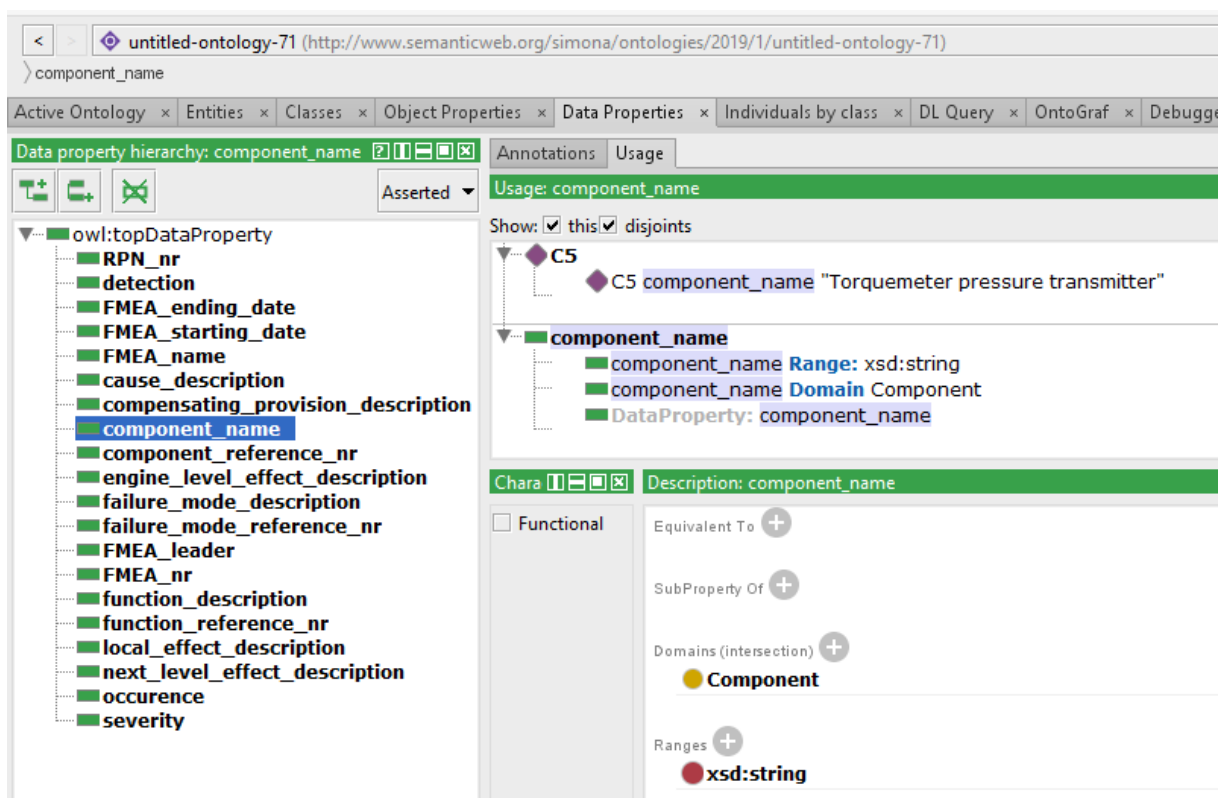 < > untitled-ontology-71 (http://www.semanticweb.org/simona/ontologies/2019/1/untitled-ontology-71)
component_name
Active Ontology × Entities × Classes × Object Properties × Data Properties × Individuals by class × DL Query × OntoGraf × Debugge
Data property hierarchy: component_name
Asserted
owl:topDataProperty
RPN_nr
detection
FMEA_ending_date
FMEA_starting_date
FMEA_name
cause_description
compensating_provision_description
component_name
component_reference_nr
engine_level_effect_description
failure_mode_description
failure_mode_reference_nr
FMEA_leader
FMEA_nr
function_description
function_reference_nr
local_effect_description
next_level_effect_description
occurence
severity
Annotations Usage
Usage: component_name
Show: this disjoints
C5
C5 component_name "Torquemeter pressure transmitter"
component_name
component_name Range: xsd:string
component_name Domain Component
DataProperty: component_name
Chara
Functional
Description: component_name
Equivalent To
SubProperty Of
Domains (intersection)
Component
Ranges
xsd:string